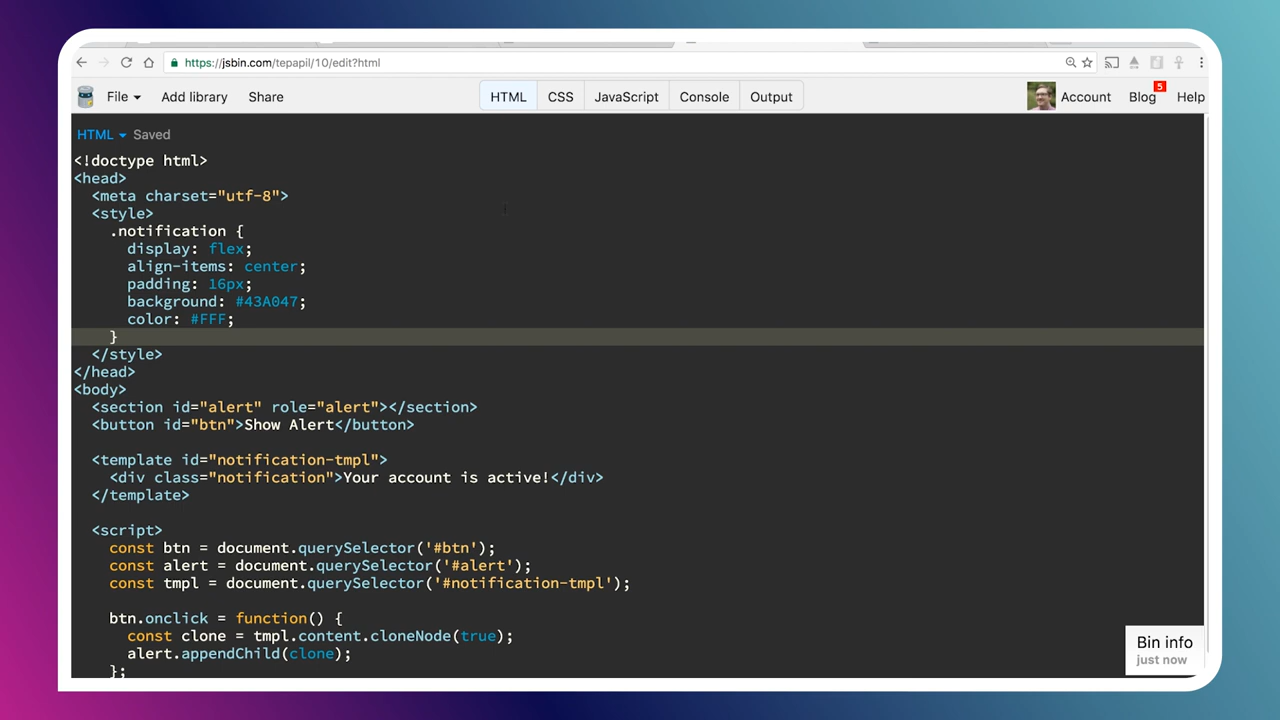 https://jsbin.com/tepapil/10/edit?html
File Add library Share HTML CSS JavaScript Console Output Account Blog 5 Help
HTML Saved
<!doctype html>
<head>
  <meta charset="utf-8">
  <style>
    .notification {
      display: flex;
      align-items: center;
      padding: 16px;
      background: #43A047;
      color: #FFF;
    }
  </style>
</head>
<body>
  <section id="alert" role="alert"></section>
  <button id="btn">Show Alert</button>

  <template id="notification-tmpl">
    <div class="notification">Your account is active!</div>
  </template>

  <script>
    const btn = document.querySelector('#btn');
    const alert = document.querySelector('#alert');
    const tmpl = document.querySelector('#notification-tmpl');

    btn.onclick = function() {
      const clone = tmpl.content.cloneNode(true);
      alert.appendChild(clone);
    };
Bin info
just now